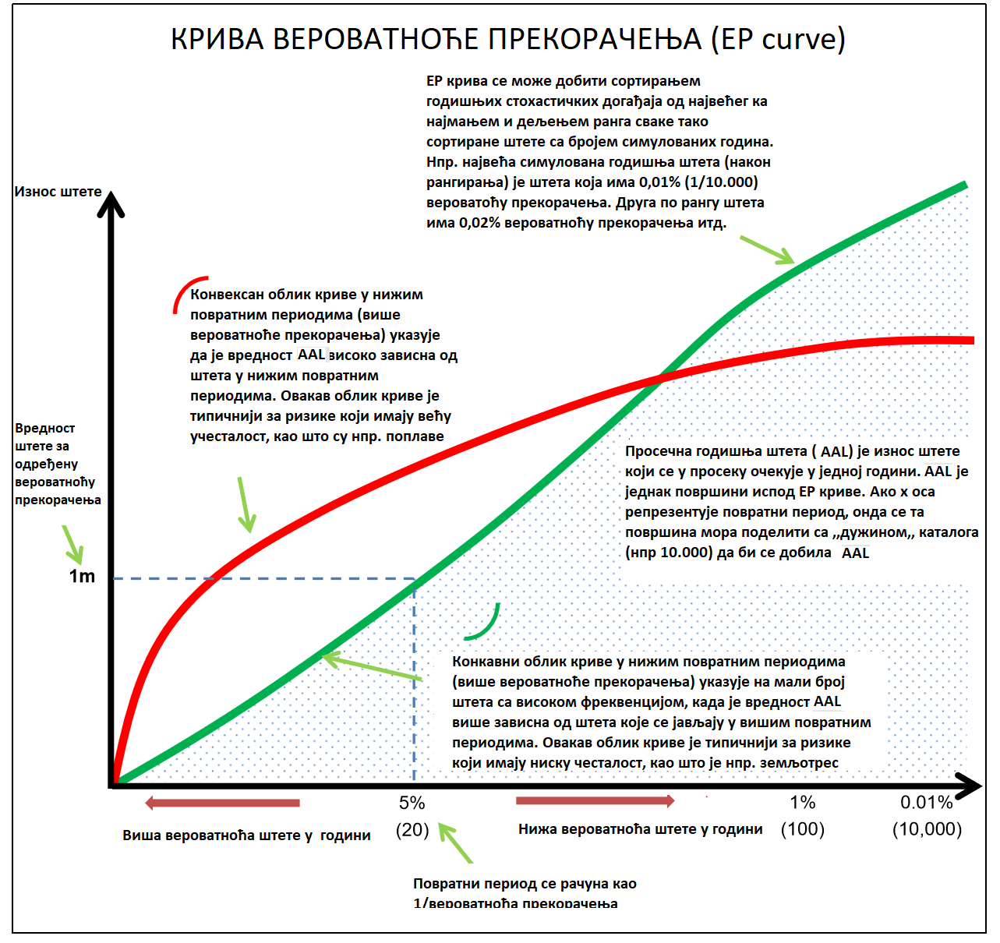 КРИВА ВЕРОВАТНОЋЕ ПРЕКОРАЧЕЊА (EP curve)
ЕР крива се може добити сортирањем
годишњих стохастичких догађаја од највећег ка
најмањем и дељењем ранга сваке тако
сортиране штете са бројем симулованих година.
Нпр. највећа симулована годишња штета (након
рангирања) је штета која има 0,01% (1/10.000)
вероватоћу прекорачења. Друга по рангу штета
има 0,02% вероватноћу прекорачења итд.
Износ штете
Конвексан облик криве у нижим
повратним периодима (више
вероватноће прекорачења) указује
да је вредност AAL високо зависна од
штета у нижим повратним
периодима. Овакав облик криве је
типичнији за ризике који имају већу
учесталост, као што су нпр. поплаве
Вредност
штете за
одређену
вероватноћу
прекорачења
1m
Просечна годишња штета ( AAL) је износ штете
који се у просеку очекује у једној години. AAL је
једнак површини испод ЕР криве. Ако х оса
репрезентује повратни период, онда се та
површина мора поделити са ,,дужином,, каталога
(нпр 10.000) да би се добила AAL
Конкавни облик криве у нижим повратним периодима
(више вероватноће прекорачења) указује на мали број
штета са високом фреквенцијом, када је вредност AAL
више зависна од штета које се јављају у вишим повратним
периодима. Овакав облик криве је типичнији за ризике
који имају ниску честалост, као што је нпр. земљотрес
5%
(20)
1%
(100)
0.01%
(10,000)
Виша вероватноћа штете у години
Нижа вероватноћа штете у години
Повратни период се рачуна као
1/вероватноћа прекорачења